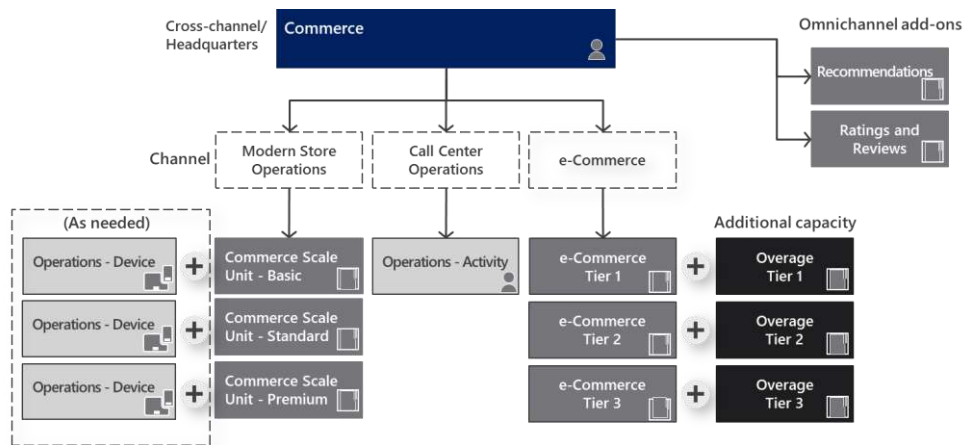 Cross-channel/
Headquarters
Commerce
Omnichannel add-ons
Recommendations
Ratings and
Reviews
Channel
Modern Store
Operations
Call Center
Operations
e-Commerce
(As needed)
Additional capacity
Operations - Device
+
Commerce Scale
Unit - Basic
Operations - Activity
e-Commerce
Tier 1
+
Overage
Tier 1
Operations - Device
+
Commerce Scale
Unit - Standard
e-Commerce
Tier 2
+
Overage
Tier 2
Operations - Device
+
Commerce Scale
Unit - Premium
e-Commerce
Tier 3
+
Overage
Tier 3